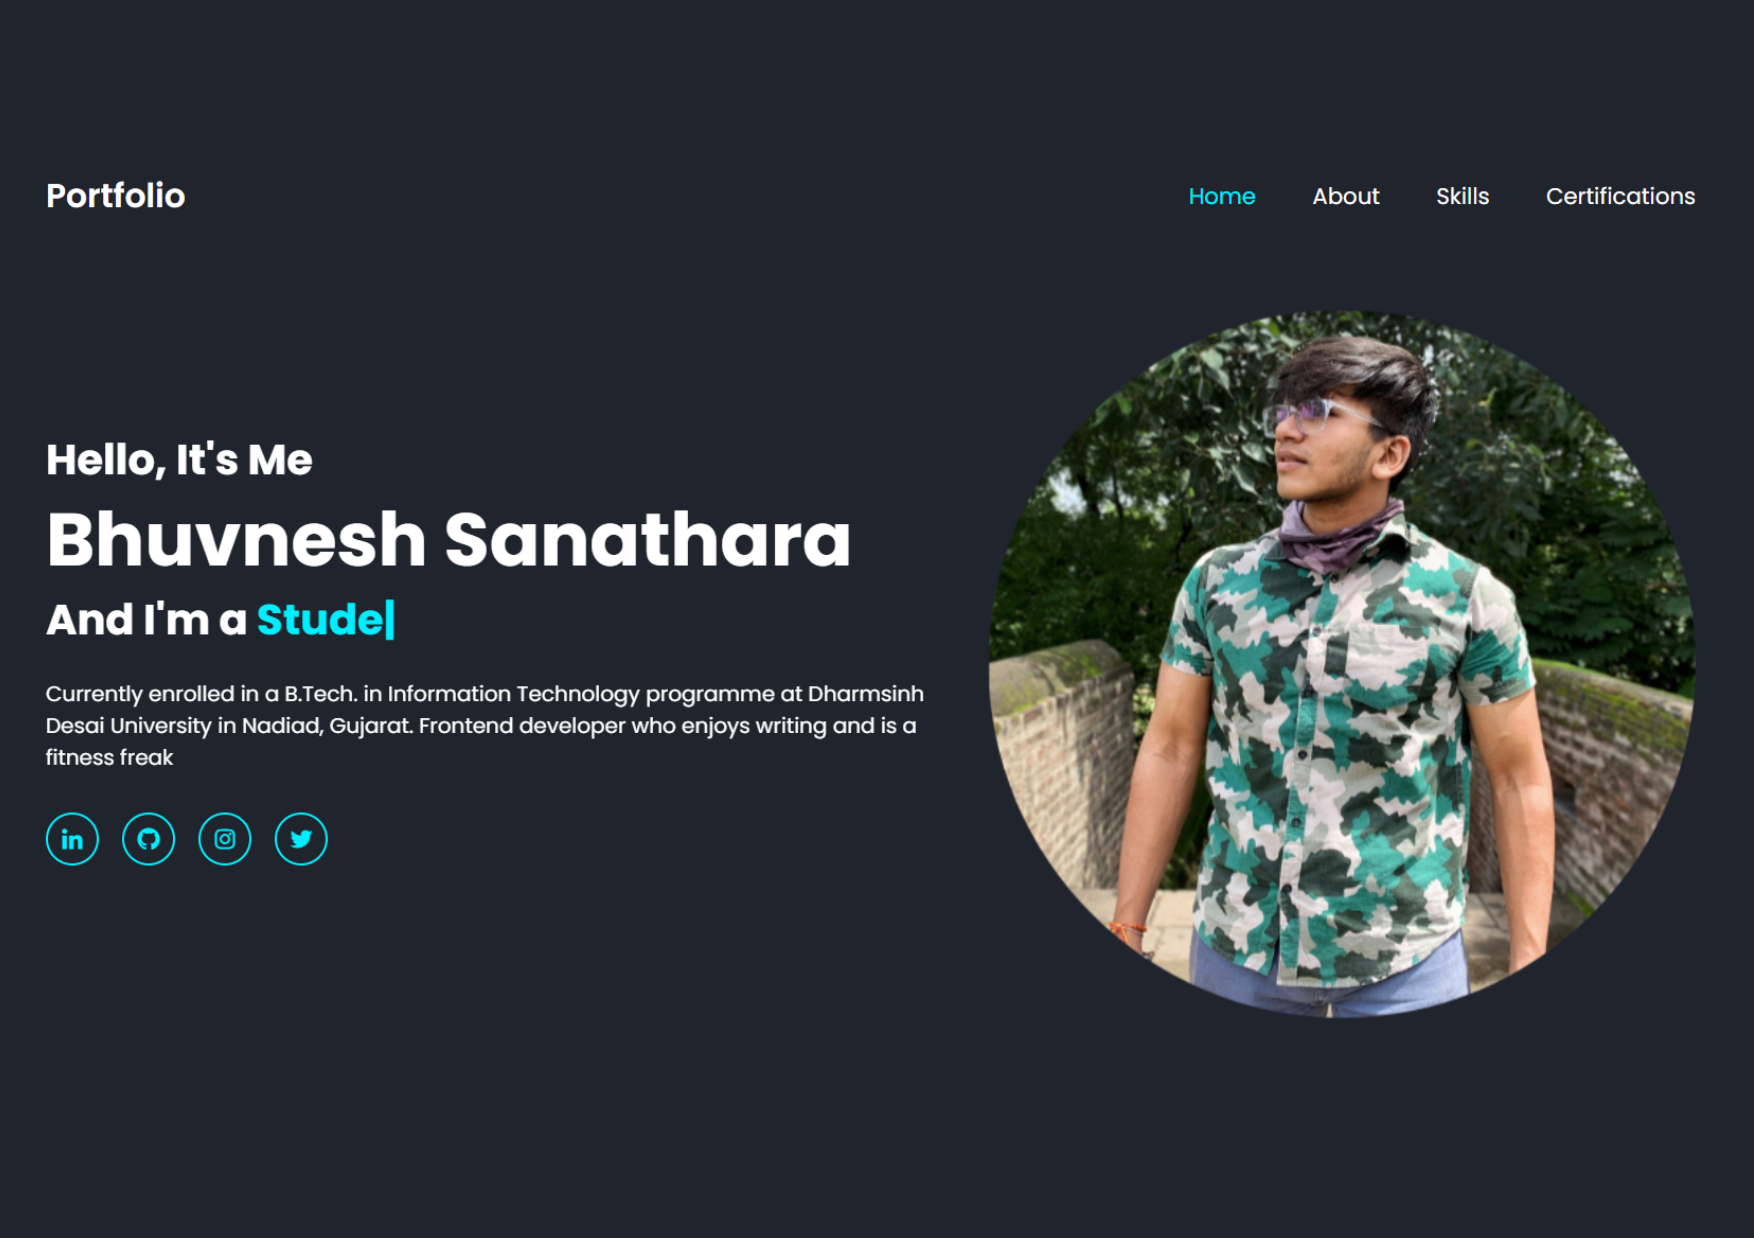 Portfolio
Home About Skills Certifications
Hello, It's Me
Bhuvnesh Sanathara
And I'm a Stude|
Currently enrolled in a B.Tech. in Information Technology programme at Dharmsinh
Desai University in Nadiad, Gujarat. Frontend developer who enjoys writing and is a
fitness freak
in